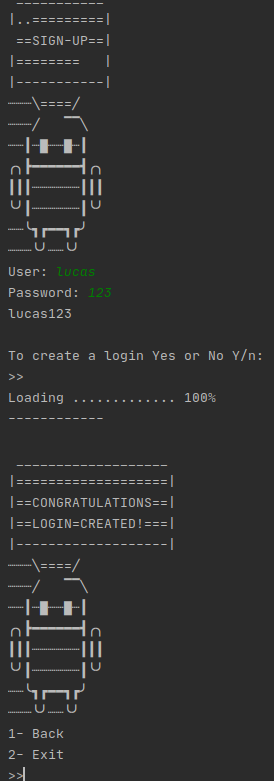 |..=========|
==SIGN-UP==|
|========   |
|-----------|
User: lucas
Password: 123
lucas123
To create a login Yes or No Y/n:
>>
Loading ............. 100%
------------
|===================|
|==CONGRATULATIONS==|
|==LOGIN=CREATED!===|
|-------------------|
1- Back
2- Exit
>>